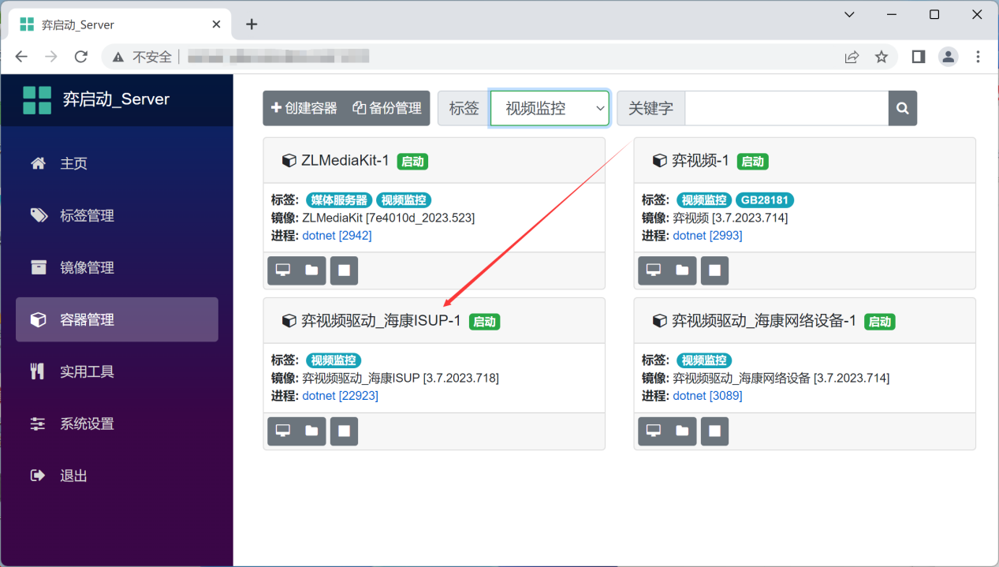 弈启动_Server
不安全
弈启动_Server
主页
标签管理
镜像管理
容器管理
实用工具
系统设置
退出
创建容器 备份管理 标签 视频监控 关键字
ZLMediaKit-1 启动
标签: 媒体服务器 视频监控
镜像: ZLMediaKit [7e4010d_2023.523]
进程: dotnet [2942]
弈视频-1 启动
标签: 视频监控 GB28181
镜像: 弈视频 [3.7.2023.714]
进程: dotnet [2993]
弈视频驱动_海康ISUP-1 启动
标签: 视频监控
镜像: 弈视频驱动_海康ISUP [3.7.2023.718]
进程: dotnet [22923]
弈视频驱动_海康网络设备-1 启动
标签: 视频监控
镜像: 弈视频驱动_海康网络设备 [3.7.2023.714]
进程: dotnet [3089]